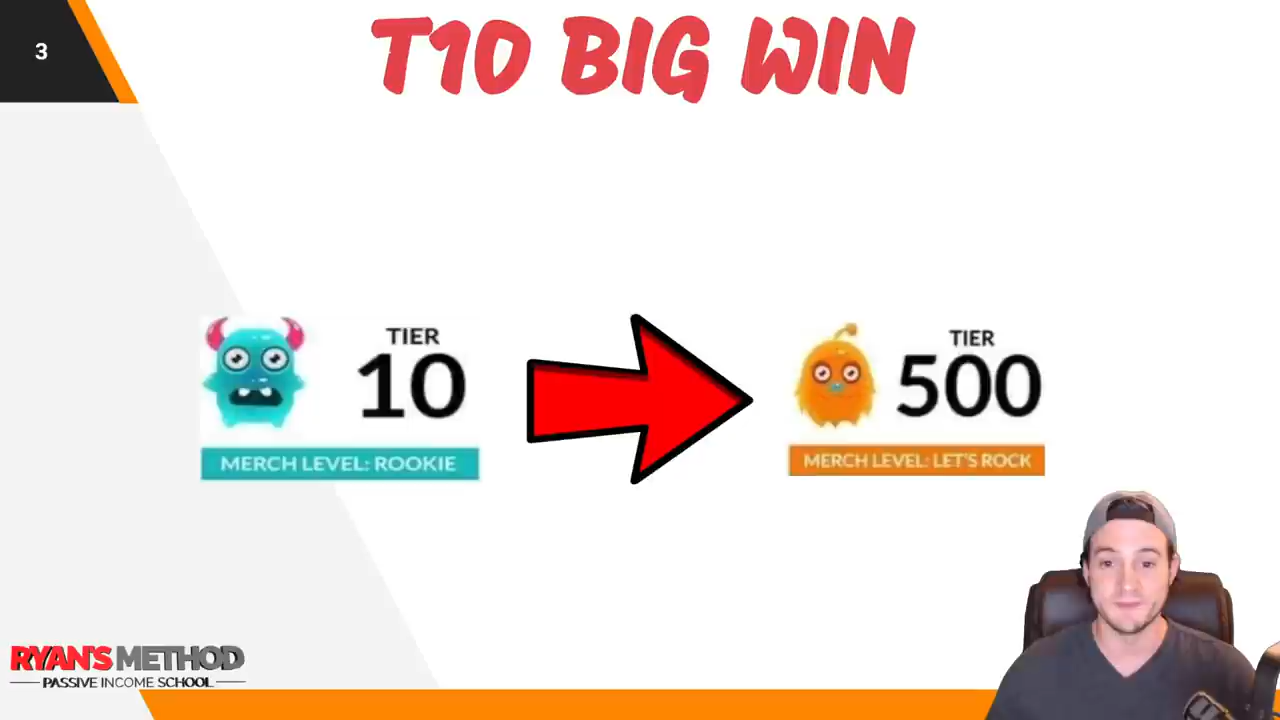 3
T10 BIG WIN
TIER
10
MERCH LEVEL: ROOKIE
TIER
500
MERCH LEVEL: LET'S ROCK
RYAN'S METHOD
PASSIVE INCOME SCHOOL